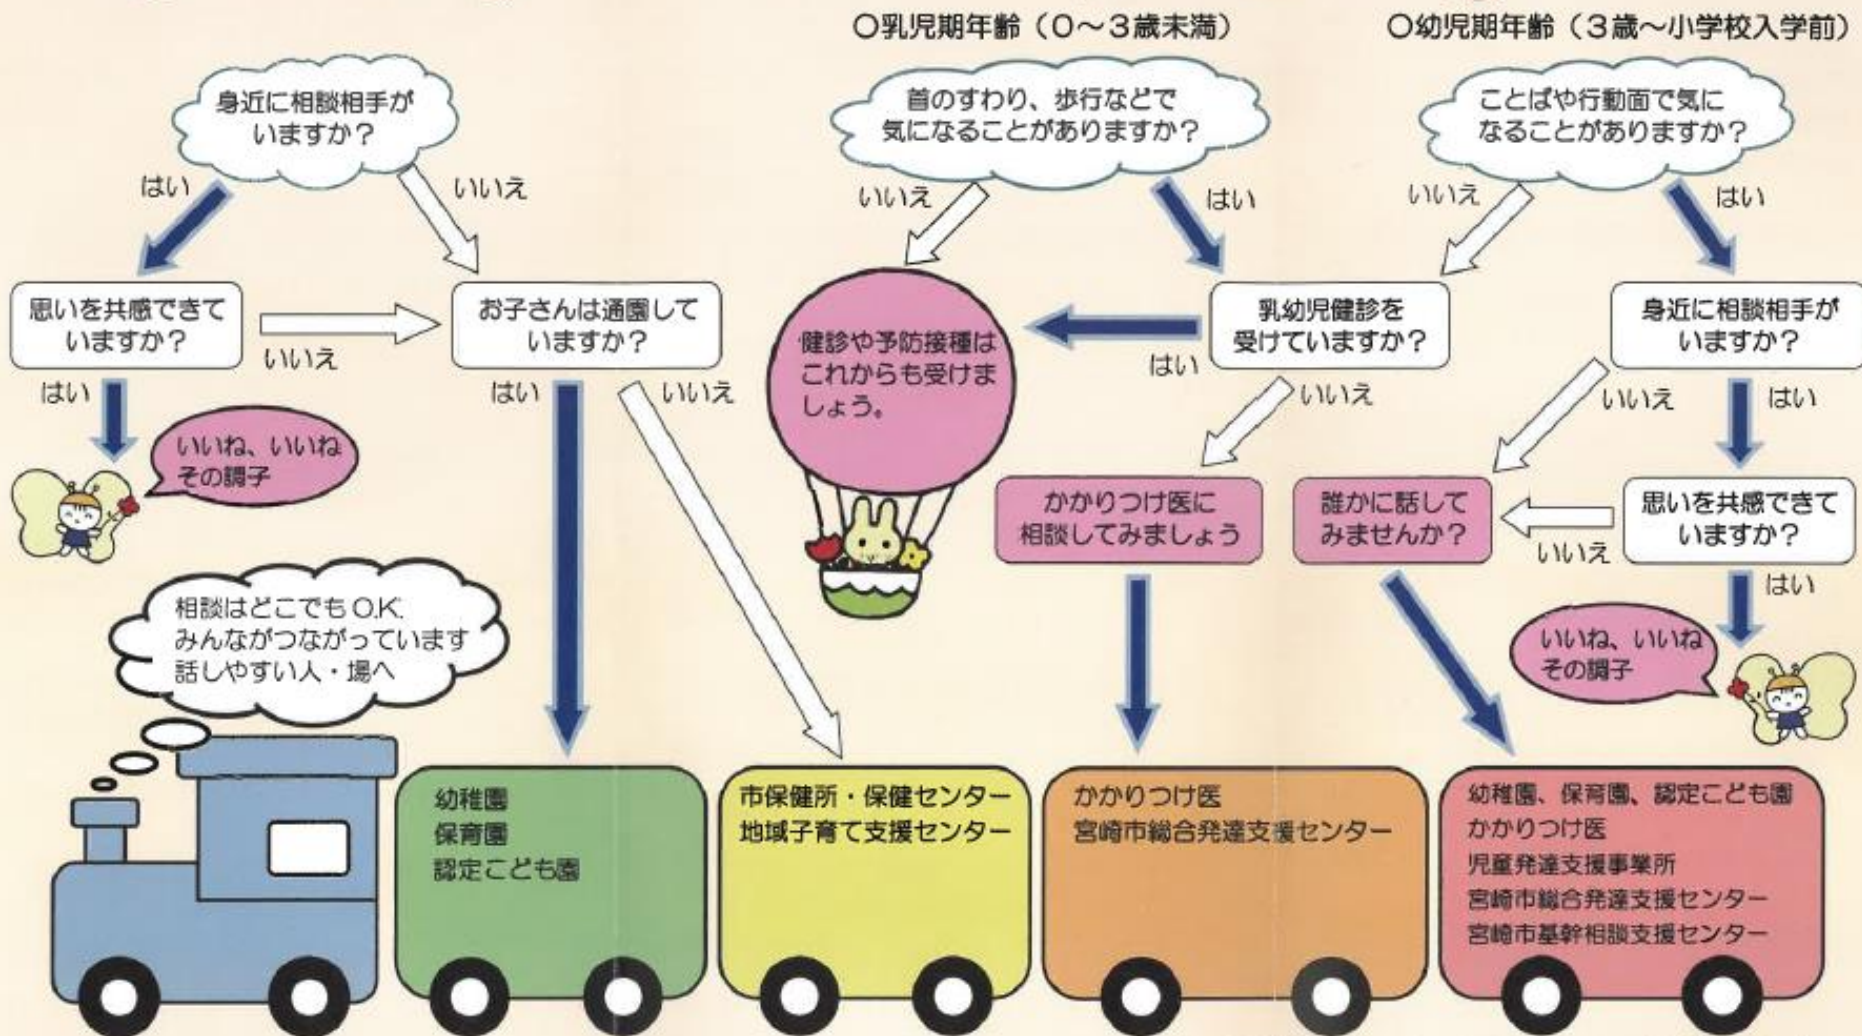 〇乳児期年齢（０～３歳未満）
〇幼児期年齢（３歳～小学校入学前）
身近に相談相手が
いますか？
はい
いいえ
思いを共感できて
いますか？
いいえ
はい
いいね、いいね
その調子
お子さんは通園して
いますか？
はい
いいえ
首のすわり、歩行などで
気になることがありますか？
いいえ
はい
健診や予防接種は
これからも受けま
しょう。
乳幼児健診を
受けていますか？
はい
いいえ
かかりつけ医に
相談してみましょう
ことばや行動面で気に
なることがありますか？
いいえ
はい
身近に相談相手が
いますか？
いいえ
はい
誰かに話して
みませんか？
思いを共感できて
いますか？
いいえ
はい
いいね、いいね
その調子
相談はどこでもO.K.
みんながつながっています
話しやすい人・場へ
幼稚園
保育園
認定こども園
市保健所・保健センター
地域子育て支援センター
かかりつけ医
宮崎市総合発達支援センター
幼稚園、保育園、認定こども園
かかりつけ医
児童発達支援事業所
宮崎市総合発達支援センター
宮崎市基幹相談支援センター